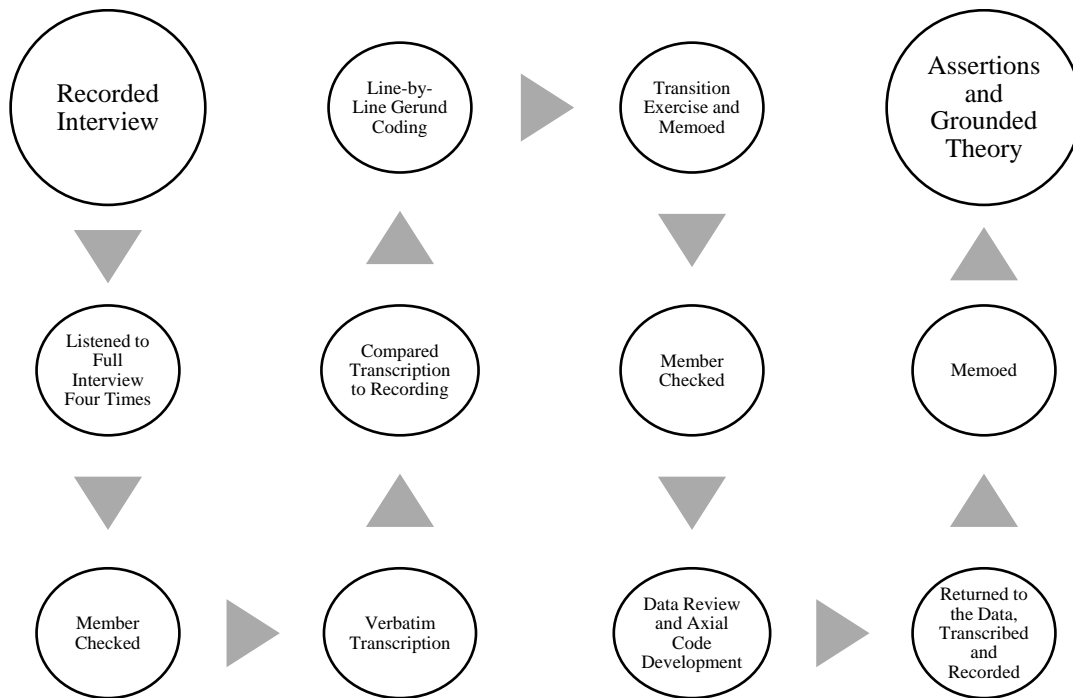 Recorded
Interview
Listened to
Full
Interview
Four Times
Member
Checked
Verbatim
Transcription
Compared
Transcription
to Recording
Line-by-
Line Gerund
Coding
Transition
Exercise and
Memoed
Member
Checked
Data Review
and Axial
Code
Development
Returned to
the Data,
Transcribed
and
Recorded
Memoed
Assertions
and
Grounded
Theory